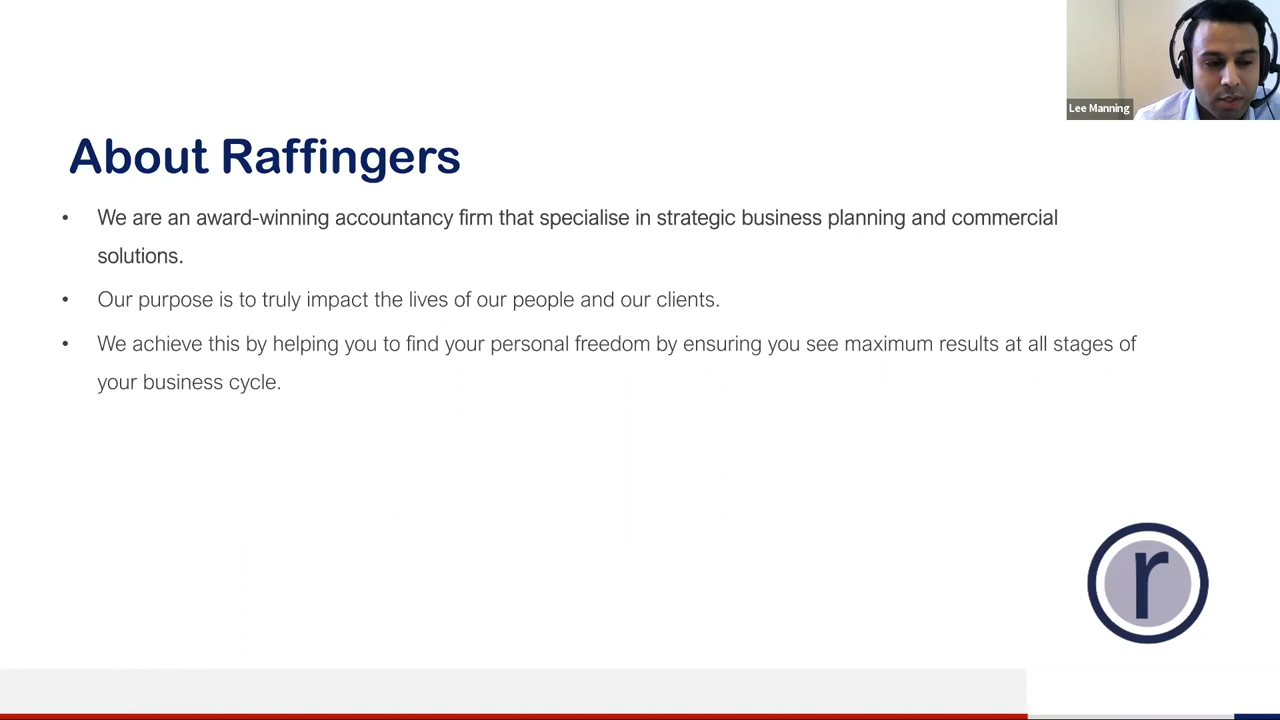 Lee Manning
About Raffingers
• We are an award-winning accountancy firm that specialise in strategic business planning and commercial
solutions.
• Our purpose is to truly impact the lives of our people and our clients.
• We achieve this by helping you to find your personal freedom by ensuring you see maximum results at all stages of
your business cycle.
r